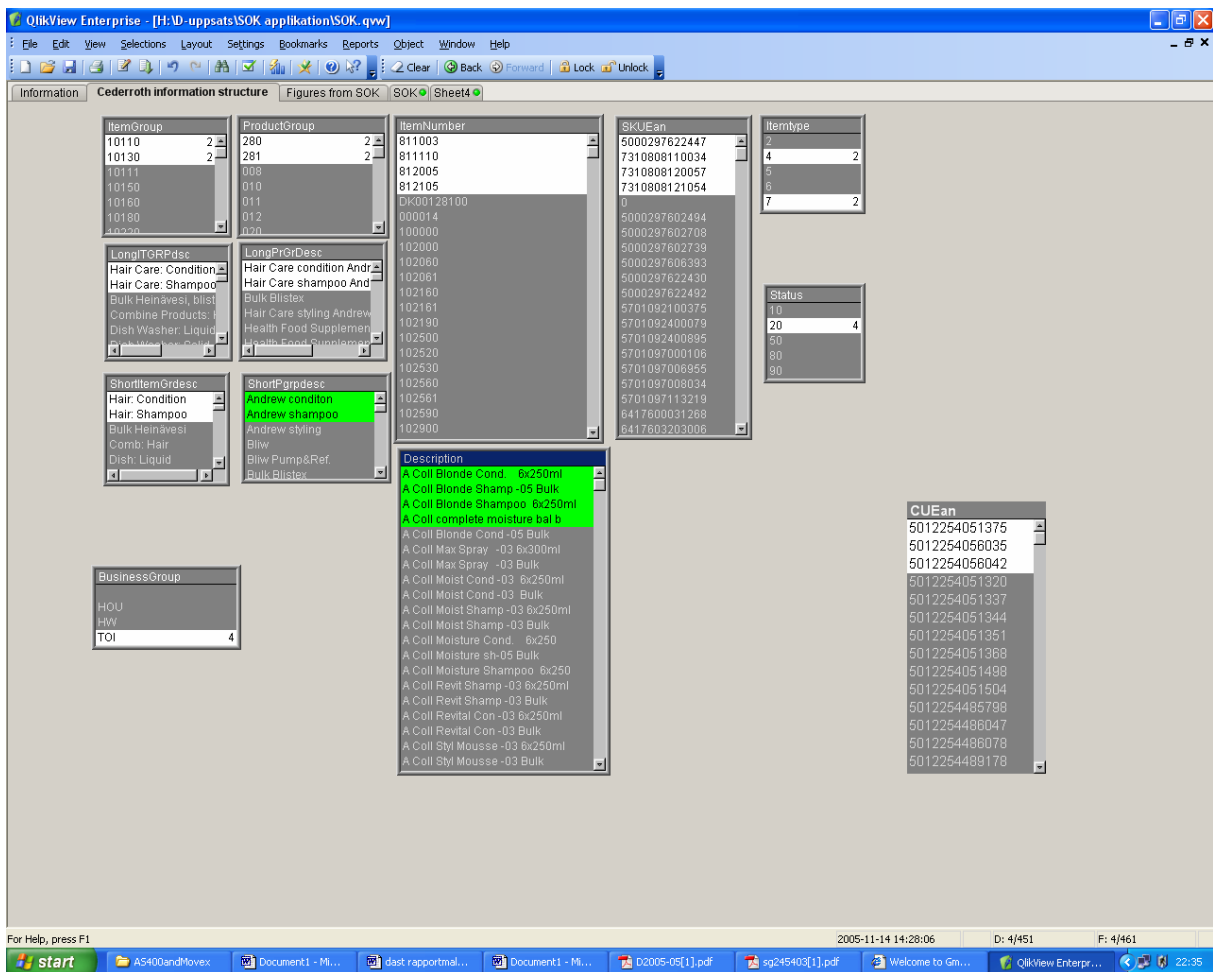 QlikView Enterprise - [H:\D-uppsats\SOK applikation\SOK.qvw]
File Edit View Selections Layout Settings Bookmarks Reports Object Window Help
Clear Back Forward Lock Unlock
Information Cederroth information structure Figures from SOK SOK Sheet4
ItemGroup
10110 2
10130 2
10111
10150
10160
10180
10220
ProductGroup
280 2
281 2
008
010
011
012
020
ItemNumber
811003
811110
812005
812105
DK00128100
000014
100000
102000
102060
102061
102160
102161
102190
102500
102520
102530
102560
102561
102590
102900
SKUEan
5000297622447
7310808110034
7310808120057
7310808121054
0
5000297602494
5000297602708
5000297602739
5000297606393
5000297622430
5000297622492
5701092100375
5701092400079
5701092400895
5701097000106
5701097006955
5701097008034
5701097113219
6417600031268
6417603203006
Itemtype
2
4 2
5
6
7 2
LongITGRPdsc
Hair Care: Condition
Hair Care: Shampoo
Bulk Heinävesi, blist
Combine Products: H
Dish Washer: Liquid
Dish Washer: Solid
LongPrGrDesc
Hair Care condition Andr
Hair Care shampoo And
Bulk Blistex
Hair Care styling Andrew
Health Food Supplemen
Health Food Supplemen
Status
10
20 4
50
80
90
ShortItemGrdesc
Hair: Condition
Hair: Shampoo
Bulk Heinävesi
Comb: Hair
Dish: Liquid
ShortPgrpdesc
Andrew conditon
Andrew shampoo
Andrew styling
Bliw
Bliw Pump&Ref.
Bulk Blistex
Description
A Coll Blonde Cond. 6x250ml
A Coll Blonde Shamp -05 Bulk
A Coll Blonde Shampoo 6x250ml
A Coll complete moisture bal b
A Coll Blonde Cond -05 Bulk
A Coll Max Spray -03 6x300ml
A Coll Max Spray -03 Bulk
A Coll Moist Cond -03 6x250ml
A Coll Moist Cond -03 Bulk
A Coll Moist Shamp -03 6x250ml
A Coll Moist Shamp -03 Bulk
A Coll Moisture Cond. 6x250
A Coll Moisture sh-05 Bulk
A Coll Moisture Shampoo 6x250
A Coll Revit Shamp -03 6x250ml
A Coll Revit Shamp -03 Bulk
A Coll Revital Con -03 6x250ml
A Coll Revital Con -03 Bulk
A Coll Styl Mousse -03 6x250ml
A Coll Styl Mousse -03 Bulk
CUEan
5012254051375
5012254056035
5012254056042
5012254051320
5012254051337
5012254051344
5012254051351
5012254051368
5012254051498
5012254051504
5012254485798
5012254486047
5012254486078
5012254489178
BusinessGroup
HOU
HW
TOI 4
For Help, press F1 2005-11-14 14:28:06 D: 4/451 F: 4/461
start AS400andMovex Document1 - Mi... dast rapportmal... Document1 - Mi... D2005-05[1].pdf sg245403[1].pdf Welcome to Gm... QlikView Enterpr... 22:35